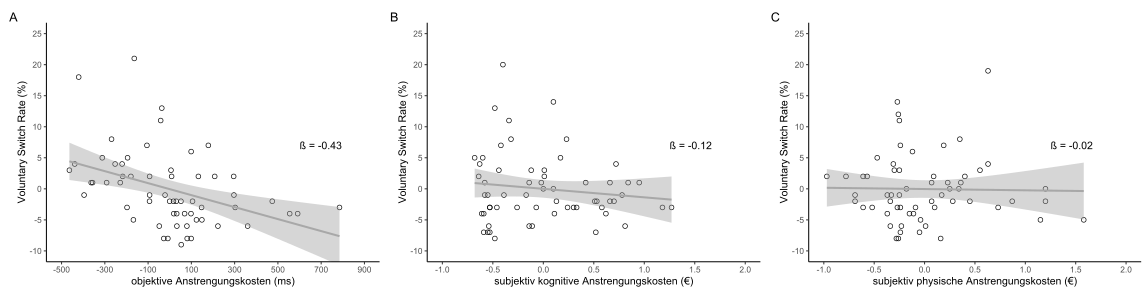 A
Voluntary Switch Rate (%)
25
20
15
10
5
0
-5
-10
ß = -0.43
-500 -300 -100 100 300 500 700 900
objektive Anstrengungskosten (ms)
B
Voluntary Switch Rate (%)
25
20
15
10
5
0
-5
-10
ß = -0.12
-1.0 -0.5 0.0 0.5 1.0 1.5 2.0
subjektiv kognitive Anstrengungskosten (€)
C
Voluntary Switch Rate (%)
25
20
15
10
5
0
-5
-10
ß = -0.02
-1.0 -0.5 0.0 0.5 1.0 1.5 2.0
subjektiv physische Anstrengungskosten (€)